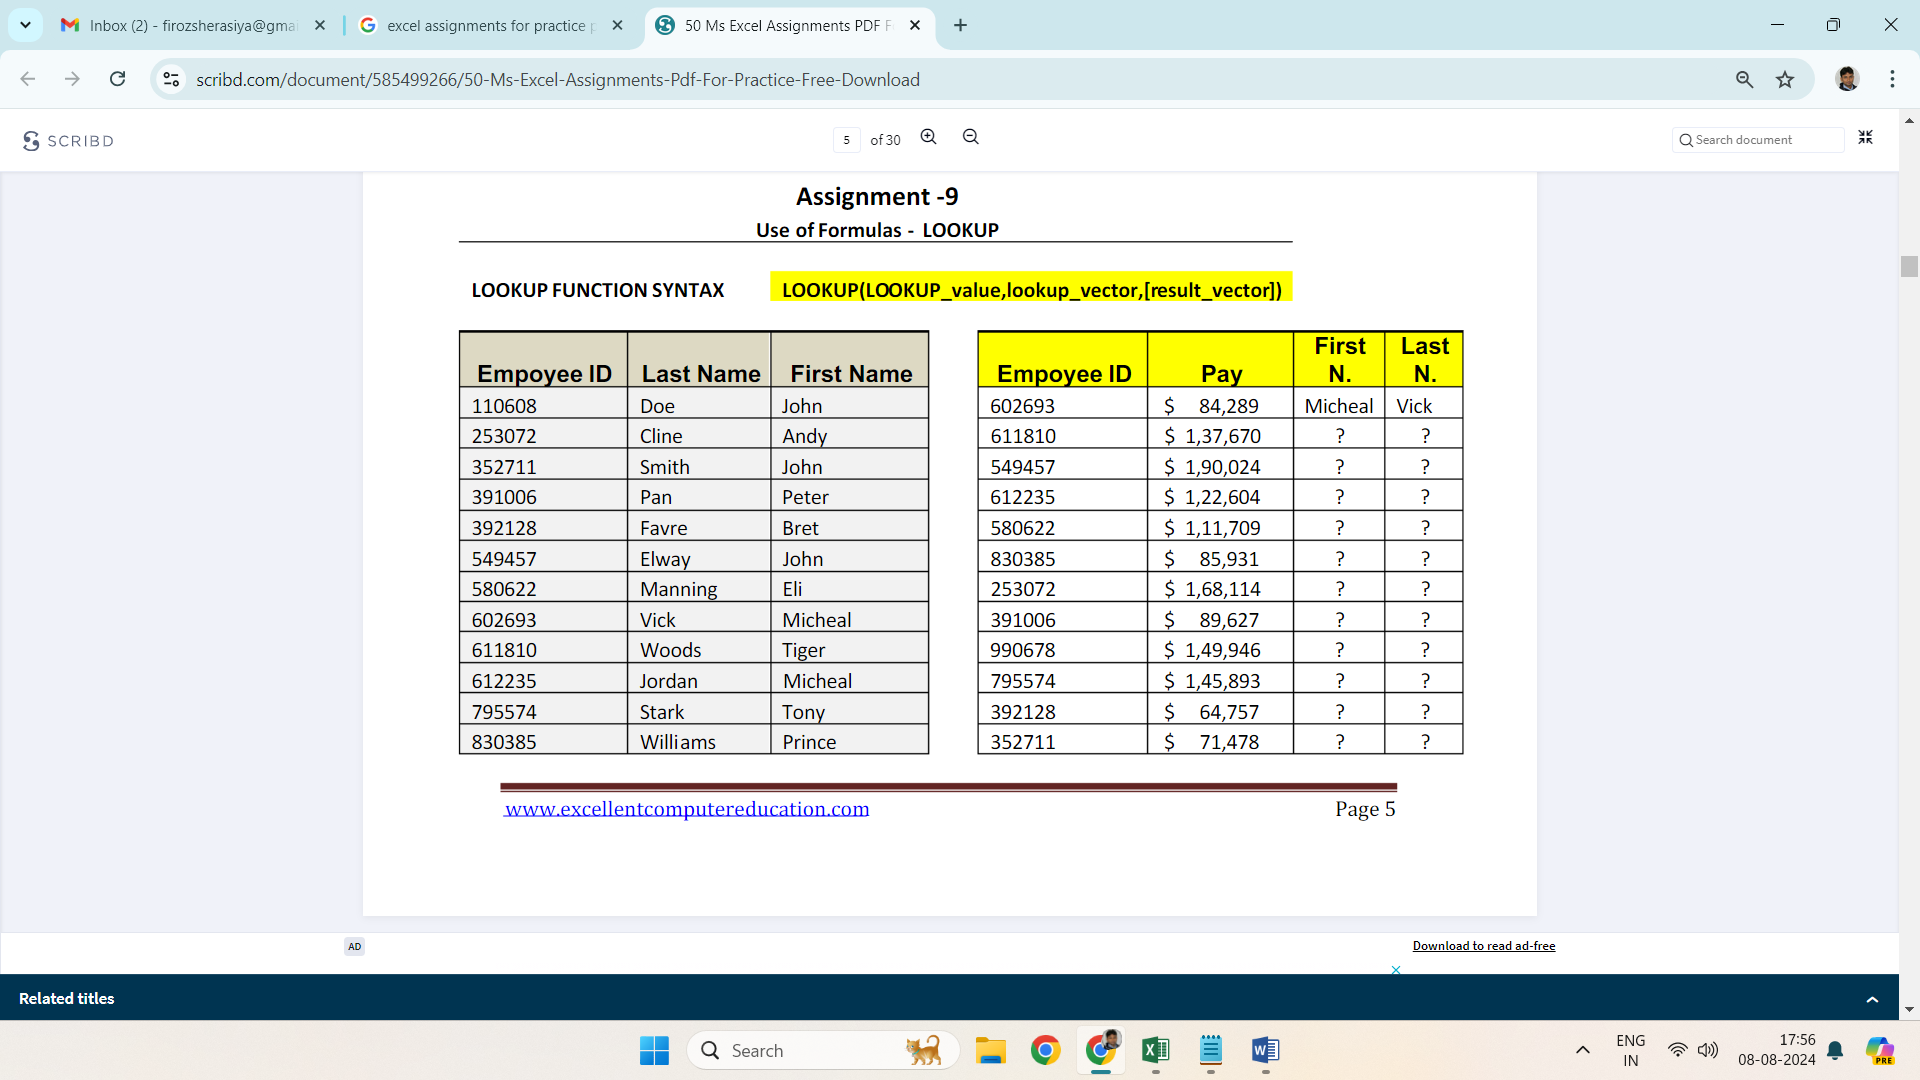 Inbox (2) - firozsherasiya@gma
excel assignments for practice p
50 Ms Excel Assignments PDF F
scribd.com/document/585499266/50-Ms-Excel-Assignments-Pdf-For-Practice-Free-Download
SCRIBD
5 of 30
Search document
Assignment -9
Use of Formulas - LOOKUP
LOOKUP FUNCTION SYNTAX LOOKUP(LOOKUP_value,lookup_vector,[result_vector])
Empoyee ID Last Name First Name Empoyee ID Pay First N. Last N.
110608 Doe John 602693 $ 84,289 Micheal Vick
253072 Cline Andy 611810 $ 1,37,670 ? ?
352711 Smith John 549457 $ 1,90,024 ? ?
391006 Pan Peter 612235 $ 1,22,604 ? ?
392128 Favre Bret 580622 $ 1,11,709 ? ?
549457 Elway John 830385 $ 85,931 ? ?
580622 Manning Eli 253072 $ 1,68,114 ? ?
602693 Vick Micheal 391006 $ 89,627 ? ?
611810 Woods Tiger 990678 $ 1,49,946 ? ?
612235 Jordan Micheal 795574 $ 1,45,893 ? ?
795574 Stark Tony 392128 $ 64,757 ? ?
830385 Williams Prince 352711 $ 71,478 ? ?
www.excellentcomputereducation.com Page 5
AD
Download to read ad-free
Related titles
Search
ENG
IN
17:56
08-08-2024
PRE